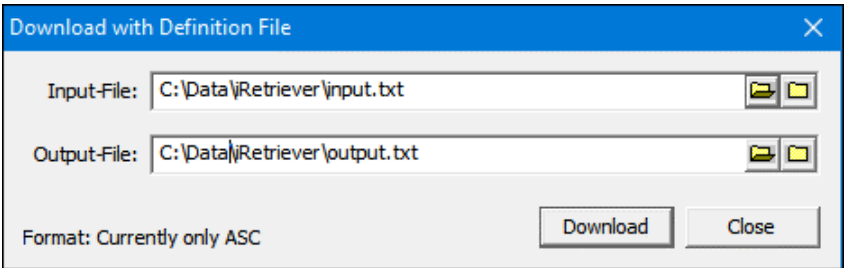 Download with Definition File
Input-File: C:\Data\iRetriever\input.txt
Output-File: C:\Data\iRetriever\output.txt
Download Close
Format: Currently only ASC